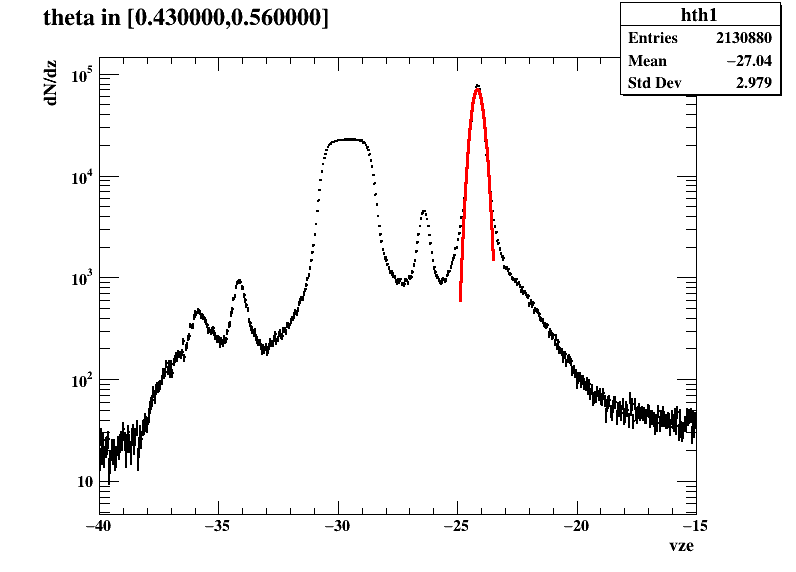 theta in [0.430000,0.560000]
hth1
Entries 2130880
Mean −27.04
Std Dev 2.979
dN/dz
10^5
10^4
10^3
10^2
10
−40 −35 −30 −25 −20 −15
vze